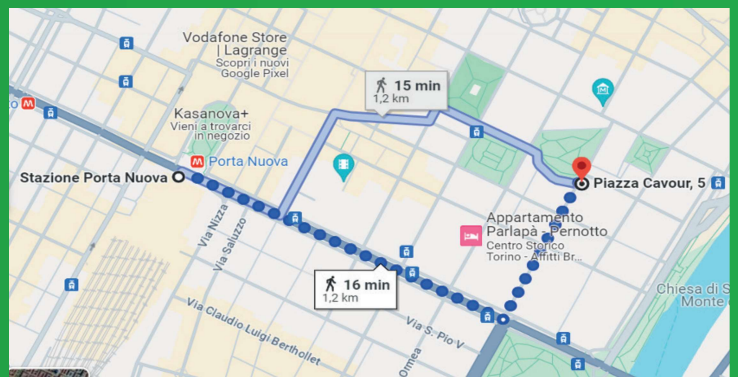 Vodafone Store
| Lagrange
Scopri i nuovi
Google Pixel
15 min
1,2 km
Kasanova+
Vieni a trovarci
in negozio
M
M Porta Nuova
Stazione Porta Nuova
Piazza Cavour, 5
Via Nizza
Via Saluzzo
Appartamento
Parlapà - Pernotto
Centro Storico
Torino - Affitti Br...
16 min
1,2 km
Chiesa di S
Monte
Via Claudio Luigi Berthollet
Via S. Pio V
Ormea